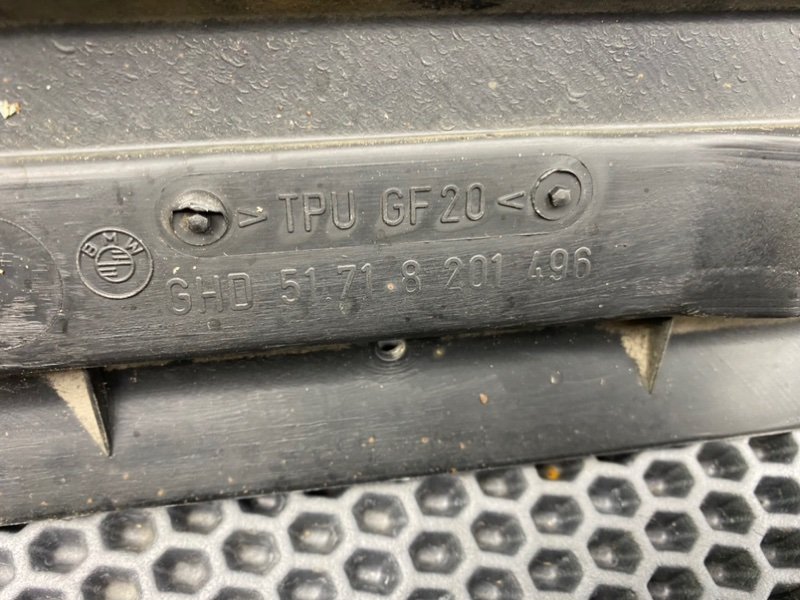 >TPU GF20<
BMW
GHD 51.71 8 201 496